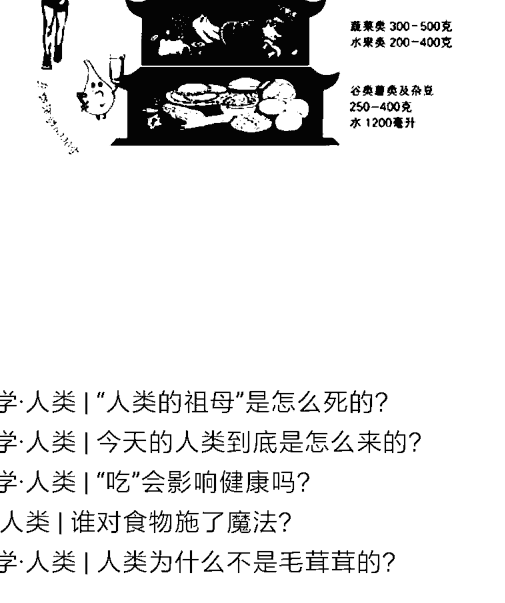 蔬菜类 300-500克
水果类 200-400克
谷类薯类及杂豆
250-400克
水 1200毫升
学·人类 | “人类的祖母”是怎么死的?
学·人类 | 今天的人类到底是怎么来的?
学·人类 | “吃”会影响健康吗?
人类 | 谁对食物施了魔法?
学·人类 | 人类为什么不是毛茸茸的?